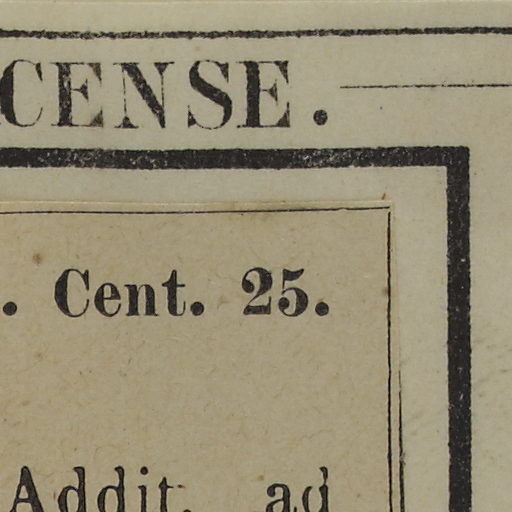 CENSE.
. Cent. 25.
Addit. ad